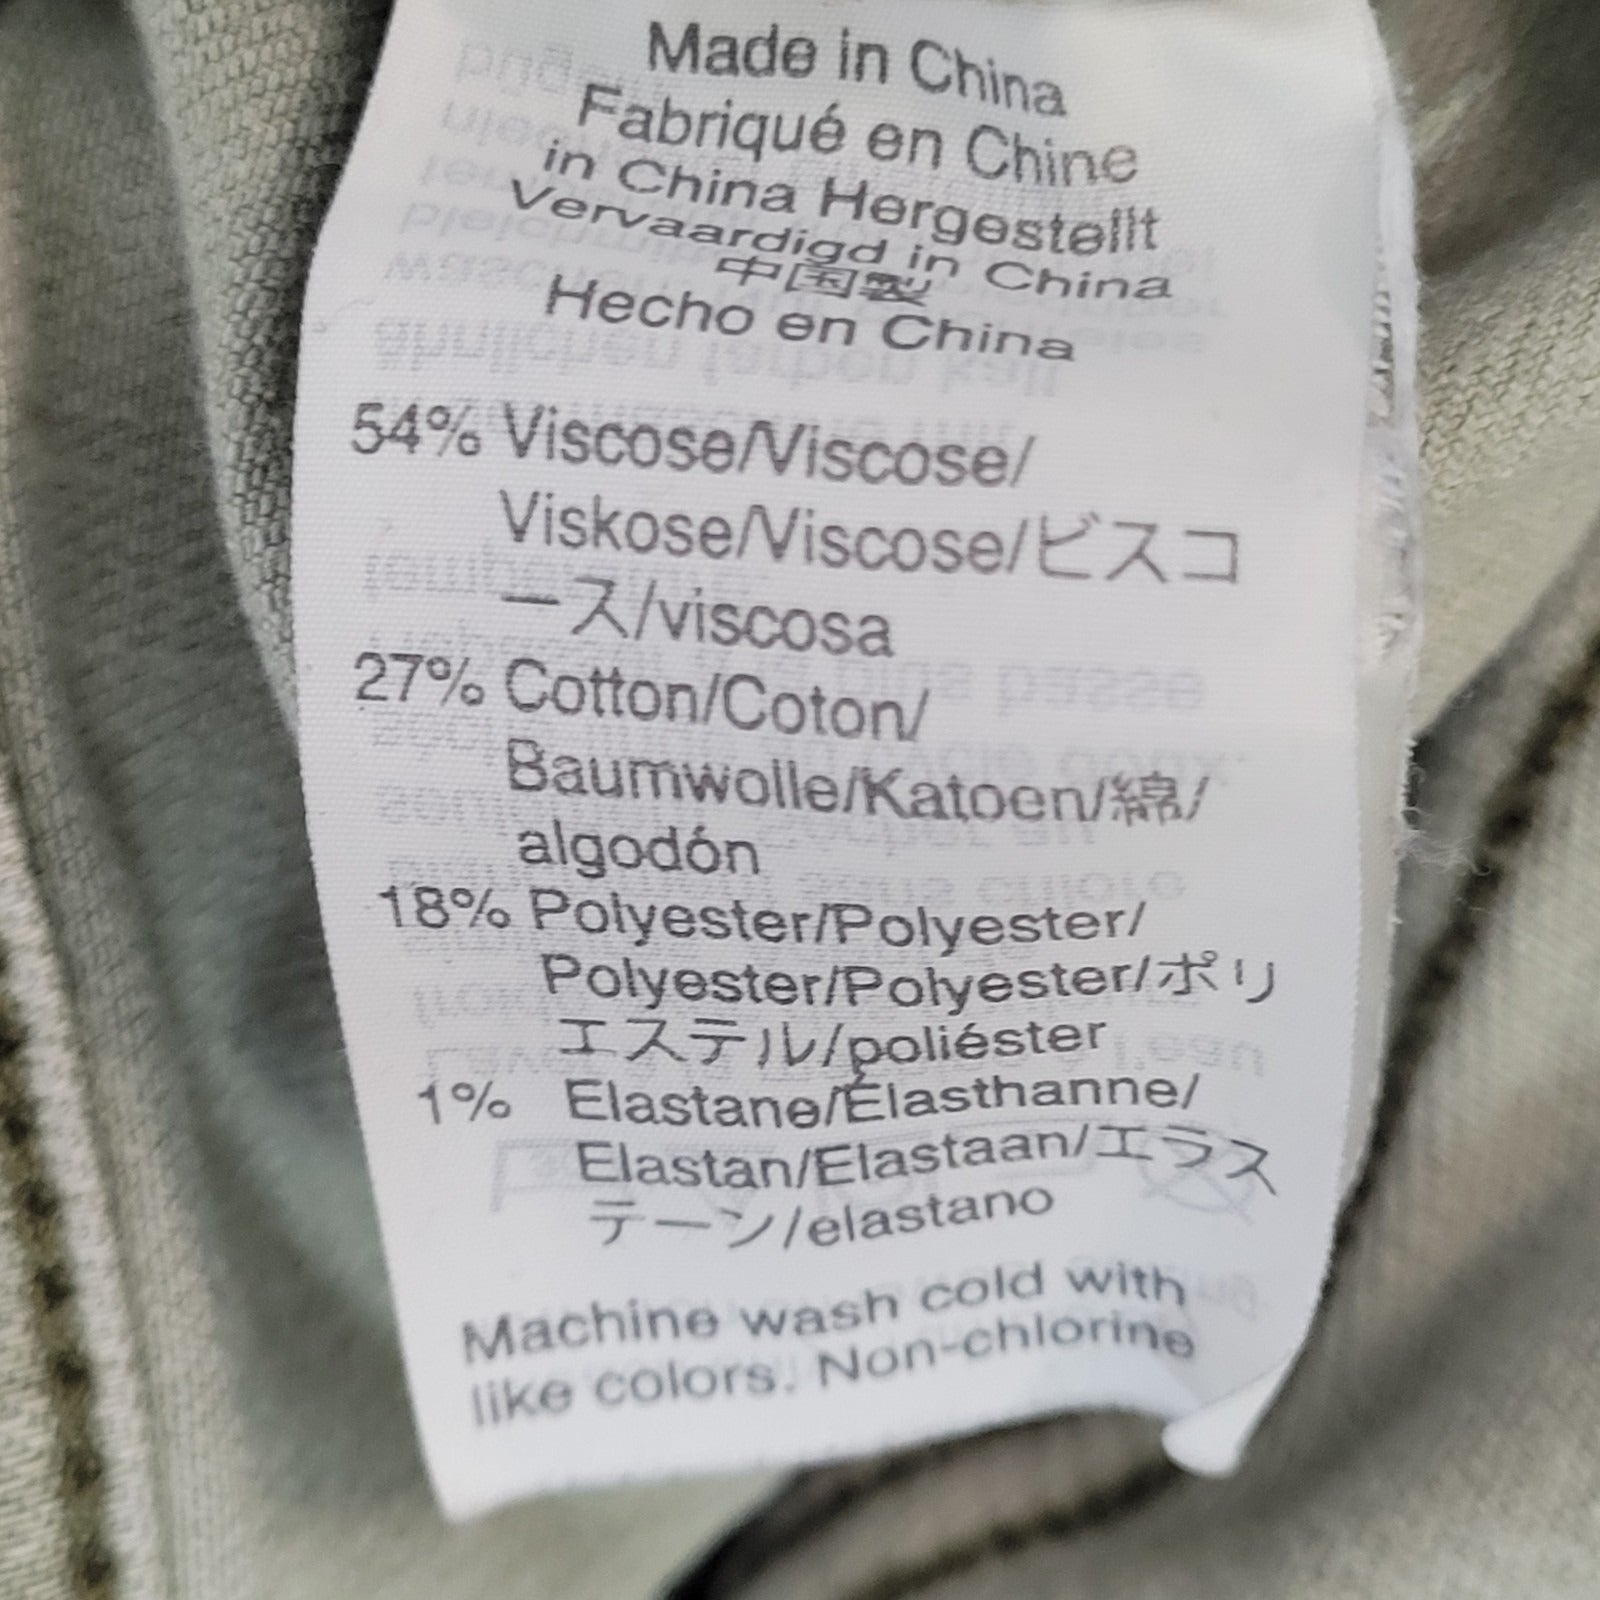 Made in China
Fabriqué en Chine
in China Hergestellt
Vervaardigd in China
中国製
Hecho en China
54% Viscose/Viscose/
Viskose/Viscose/ビスコ
ース/viscosa
27% Cotton/Coton/
Baumwolle/Katoen/綿/
algodón
18% Polyester/Polyester/
Polyester/Polyester/ポリ
エステル/poliéster
1% Elastane/Élasthanne/
Elastan/Elastaan/エラス
テーン/elastano
Machine wash cold with
like colors. Non-chlorine